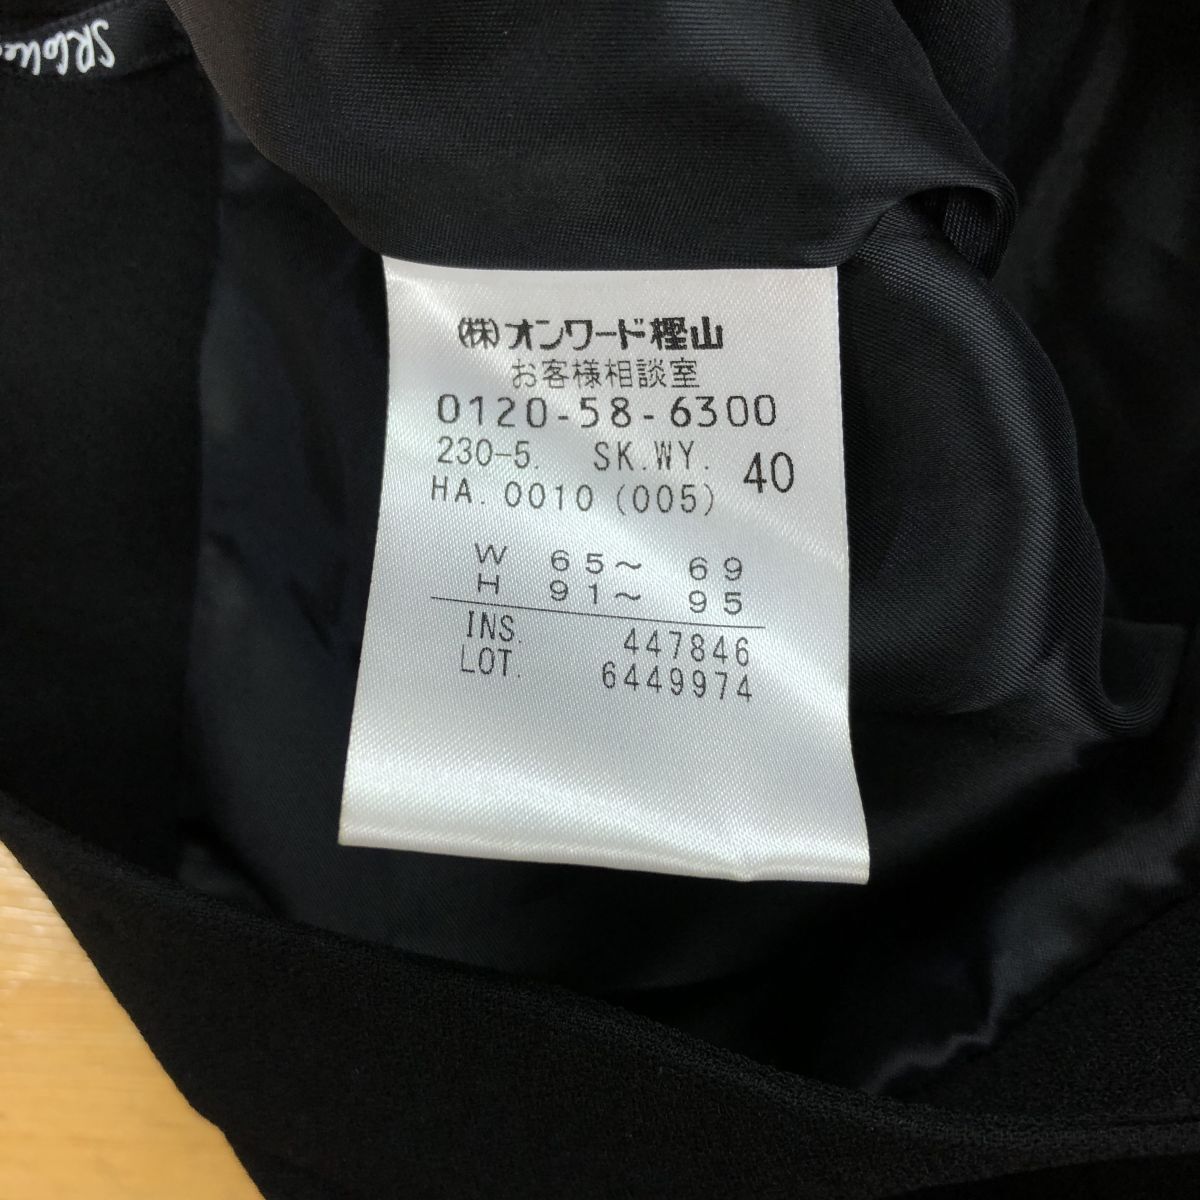 ㈱オンワード樫山
お客様相談室
0120-58-6300
230-5. SK.WY. 40
HA. 0010 (005)
W 65～ 69
H 91～ 95
INS. 447846
LOT. 6449974